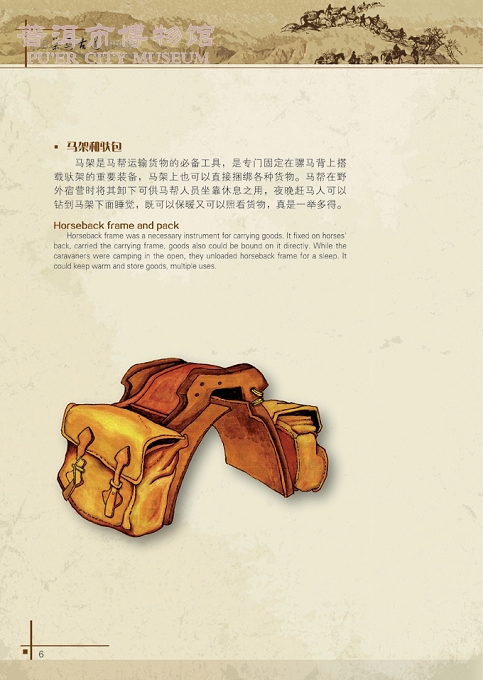 普洱市博物馆
PU'ER CITY MUSEUM
马架和驮包
马架是马帮运输货物的必备工具，是专门固定在骡马背上搭
载驮架的重要装备，马架上也可以直接捆绑各种货物。马帮在野
外宿营时将其卸下可供马帮人员坐靠休息之用，夜晚赶马人可以
钻到马架下面睡觉，既可以保暖又可以照看货物，真是一举多得。
Horseback frame and pack
Horseback frame was a necessary instrument for carrying goods. It fixed on horses'
back, carried the carrying frame, goods also could be bound on it directly. While the
caravaners were camping in the open, they unloaded horseback frame for a sleep. It
could keep warm and store goods, multiple uses.
6